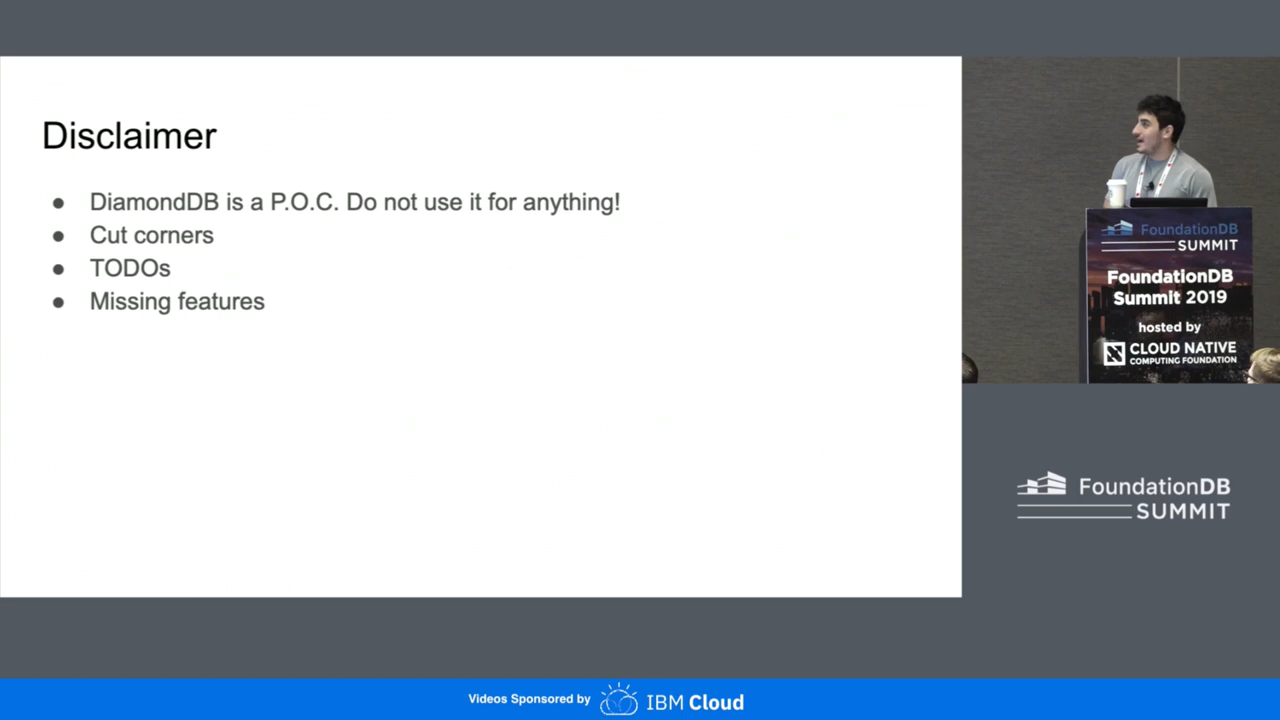 Disclaimer
● DiamondDB is a P.O.C. Do not use it for anything!
● Cut corners
● TODOs
● Missing features
FoundationDB
SUMMIT
FoundationDB
Summit 2019
hosted by
CLOUD NATIVE
COMPUTING FOUNDATION
FoundationDB
SUMMIT
Videos Sponsored by IBM Cloud